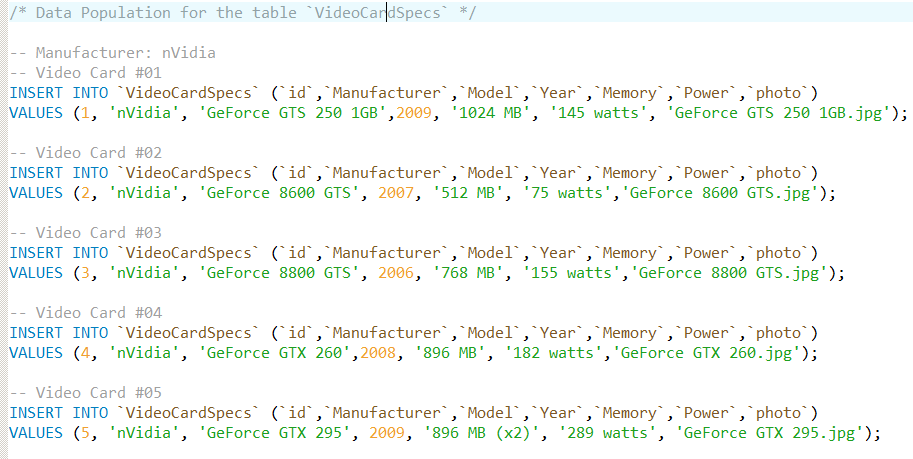 /* Data Population for the table `VideoCardSpecs` */
-- Manufacturer: nVidia
-- Video Card #01
INSERT INTO `VideoCardSpecs` (`id`,`Manufacturer`,`Model`,`Year`,`Memory`,`Power`,`photo`)
VALUES (1, 'nVidia', 'GeForce GTS 250 1GB',2009, '1024 MB', '145 watts', 'GeForce GTS 250 1GB.jpg');
-- Video Card #02
INSERT INTO `VideoCardSpecs` (`id`,`Manufacturer`,`Model`,`Year`,`Memory`,`Power`,`photo`)
VALUES (2, 'nVidia', 'GeForce 8600 GTS', 2007, '512 MB', '75 watts','GeForce 8600 GTS.jpg');
-- Video Card #03
INSERT INTO `VideoCardSpecs` (`id`,`Manufacturer`,`Model`,`Year`,`Memory`,`Power`,`photo`)
VALUES (3, 'nVidia', 'GeForce 8800 GTS', 2006, '768 MB', '155 watts','GeForce 8800 GTS.jpg');
-- Video Card #04
INSERT INTO `VideoCardSpecs` (`id`,`Manufacturer`,`Model`,`Year`,`Memory`,`Power`,`photo`)
VALUES (4, 'nVidia', 'GeForce GTX 260',2008, '896 MB', '182 watts','GeForce GTX 260.jpg');
-- Video Card #05
INSERT INTO `VideoCardSpecs` (`id`,`Manufacturer`,`Model`,`Year`,`Memory`,`Power`,`photo`)
VALUES (5, 'nVidia', 'GeForce GTX 295', 2009, '896 MB (x2)', '289 watts', 'GeForce GTX 295.jpg');